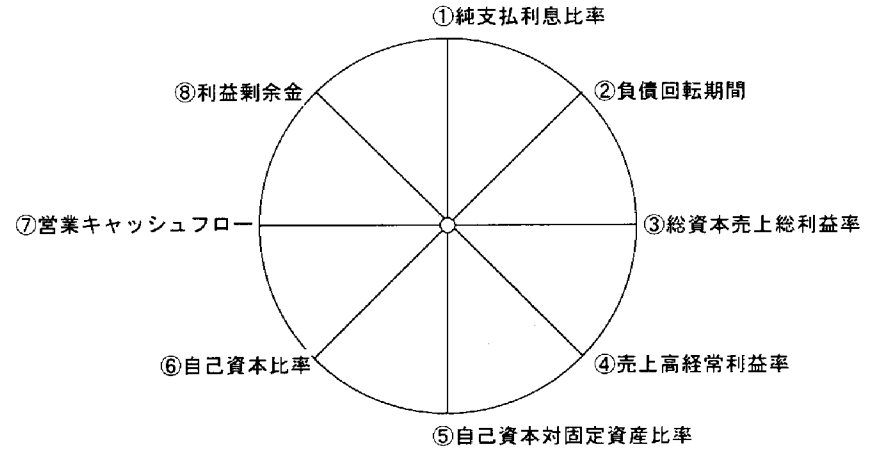 ①純支払利息比率
②負債回転期間
③総資本売上総利益率
④売上高経常利益率
⑤自己資本対固定資産比率
⑥自己資本比率
⑦営業キャッシュフロー
⑧利益剰余金